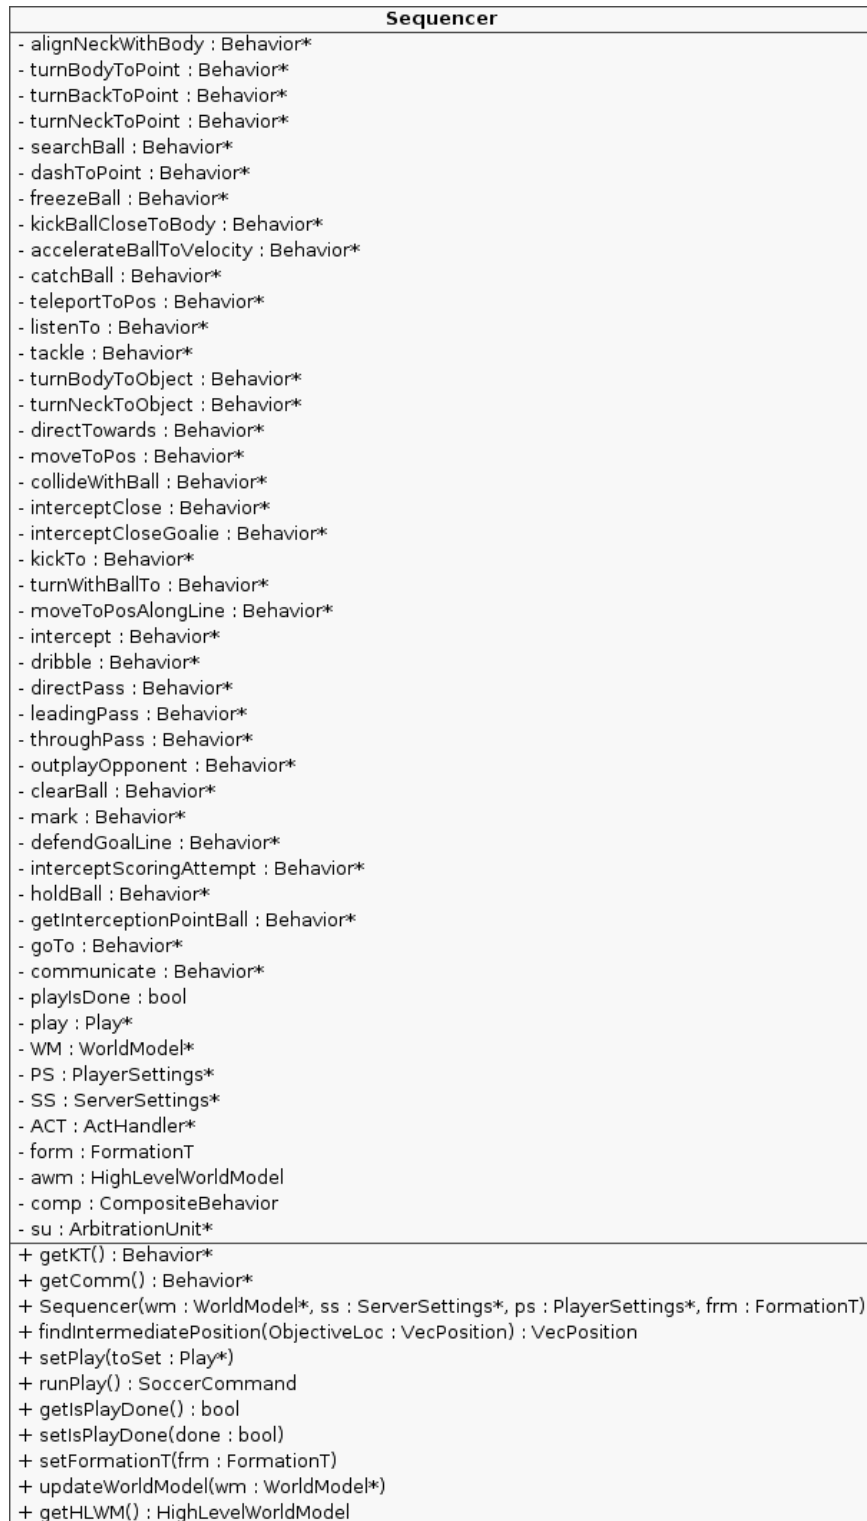 Sequencer
- alignNeckWithBody : Behavior*
- turnBodyToPoint : Behavior*
- turnBackToPoint : Behavior*
- turnNeckToPoint : Behavior*
- searchBall : Behavior*
- dashToPoint : Behavior*
- freezeBall : Behavior*
- kickBallCloseToBody : Behavior*
- accelerateBallToVelocity : Behavior*
- catchBall : Behavior*
- teleportToPos : Behavior*
- listenTo : Behavior*
- tackle : Behavior*
- turnBodyToObject : Behavior*
- turnNeckToObject : Behavior*
- directTowards : Behavior*
- moveToPos : Behavior*
- collideWithBall : Behavior*
- interceptClose : Behavior*
- interceptCloseGoalie : Behavior*
- kickTo : Behavior*
- turnWithBallTo : Behavior*
- moveToPosAlongLine : Behavior*
- intercept : Behavior*
- dribble : Behavior*
- directPass : Behavior*
- leadingPass : Behavior*
- throughPass : Behavior*
- outplayOpponent : Behavior*
- clearBall : Behavior*
- mark : Behavior*
- defendGoalLine : Behavior*
- interceptScoringAttempt : Behavior*
- holdBall : Behavior*
- getInterceptionPointBall : Behavior*
- goTo : Behavior*
- communicate : Behavior*
- playIsDone : bool
- play : Play*
- WM : WorldModel*
- PS : PlayerSettings*
- SS : ServerSettings*
- ACT : ActHandler*
- form : FormationT
- awm : HighLevelWorldModel
- comp : CompositeBehavior
- su : ArbitrationUnit*
+ getKT() : Behavior*
+ getComm() : Behavior*
+ Sequencer(wm : WorldModel*, ss : ServerSettings*, ps : PlayerSettings*, frm : FormationT)
+ findIntermediatePosition(ObjectiveLoc : VecPosition) : VecPosition
+ setPlay(toSet : Play*)
+ runPlay() : SoccerCommand
+ getIsPlayDone() : bool
+ setIsPlayDone(done : bool)
+ setFormationT(frm : FormationT)
+ updateWorldModel(wm : WorldModel*)
+ getHLWM() : HighLevelWorldModel